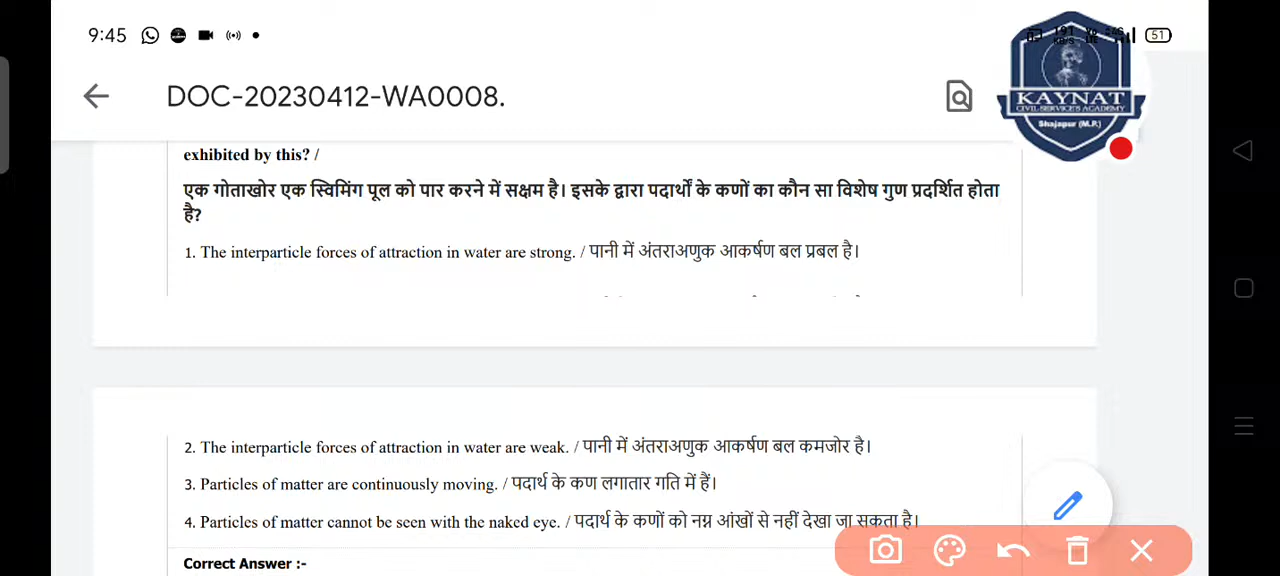 9:45
51
DOC-20230412-WA0008.
KAYNAT
CIVIL SERVICES ACADEMY
Shajapur (M.P.)
exhibited by this? /
एक गोताखोर एक स्विमिंग पूल को पार करने में सक्षम है। इसके द्वारा पदार्थों के कणों का कौन सा विशेष गुण प्रदर्शित होता
है?
1. The interparticle forces of attraction in water are strong. / पानी में अंतराअणुक आकर्षण बल प्रबल है।
2. The interparticle forces of attraction in water are weak. / पानी में अंतराअणुक आकर्षण बल कमजोर है।
3. Particles of matter are continuously moving. / पदार्थ के कण लगातार गति में हैं।
4. Particles of matter cannot be seen with the naked eye. / पदार्थ के कणों को नग्न आंखों से नहीं देखा जा सकता है।
Correct Answer :-